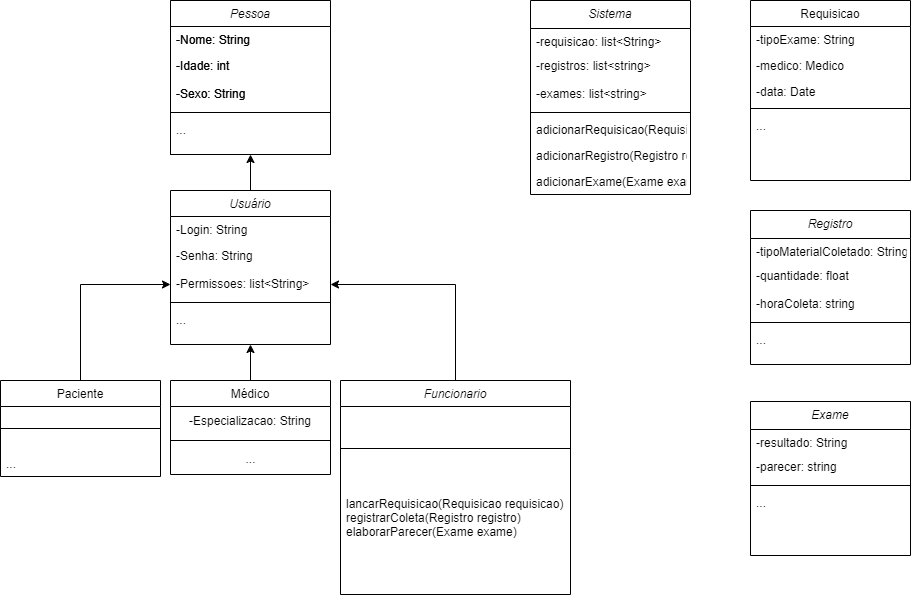 Pessoa
-Nome: String
-Idade: int
-Sexo: String
...
Usuário
-Login: String
-Senha: String
-Permissoes: list<String>
...
Paciente
...
Médico
-Especializacao: String
...
Funcionário
lancarRequisicao(Requisicao requisicao)
registrarColeta(Registro registro)
elaborarParecer(Exame exame)
Sistema
-requisicao: list<String>
-registros: list<string>
-exames: list<string>
adicionarRequisicao(Requisi
adicionarRegistro(Registro r
adicionarExame(Exame exa
Requisicao
-tipoExame: String
-medico: Medico
-data: Date
...
Registro
-tipoMaterialColetado: String
-quantidade: float
-horaColeta: string
...
Exame
-resultado: String
-parecer: string
...